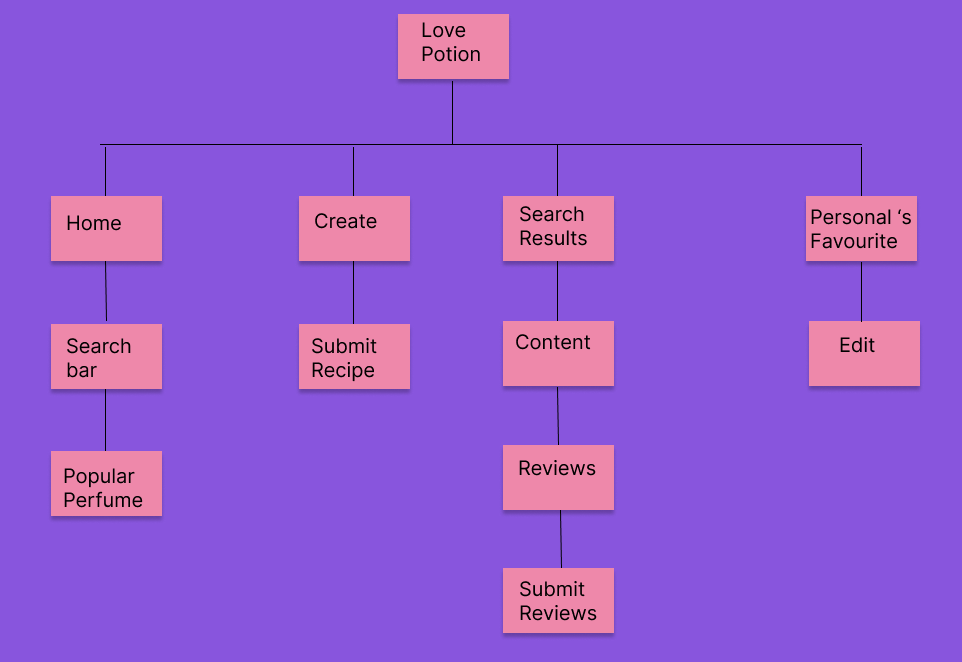 Love
Potion
Home
Create
Search
Results
Personal ‘s
Favourite
Search
bar
Submit
Recipe
Content
Edit
Popular
Perfume
Reviews
Submit
Reviews